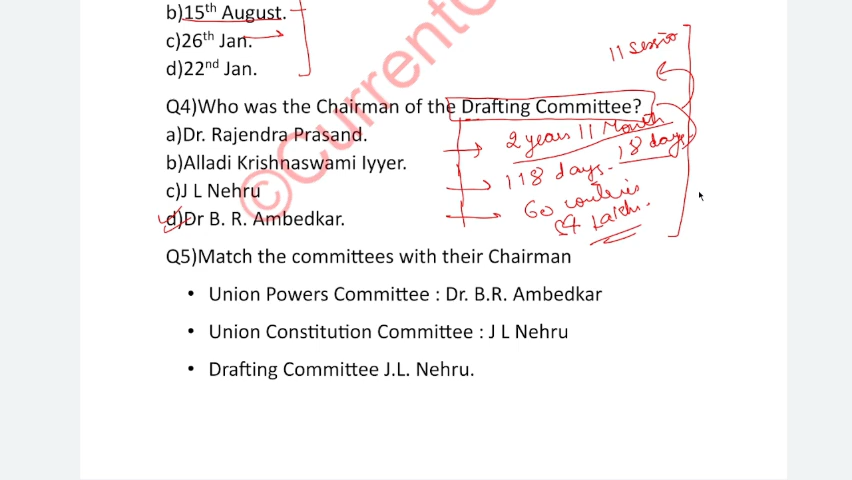 b)15th August.
c)26th Jan.
d)22nd Jan.
11 Session
Q4)Who was the Chairman of the Drafting Committee?
a)Dr. Rajendra Prasand.
2 years 11 Month 18 days
b)Alladi Krishnaswami Iyyer.
118 days.
c)J L Nehru
60 countries
d)Dr B. R. Ambedkar.
64 Lakh.
Q5)Match the committees with their Chairman
• Union Powers Committee : Dr. B.R. Ambedkar
• Union Constitution Committee : J L Nehru
• Drafting Committee J.L. Nehru.